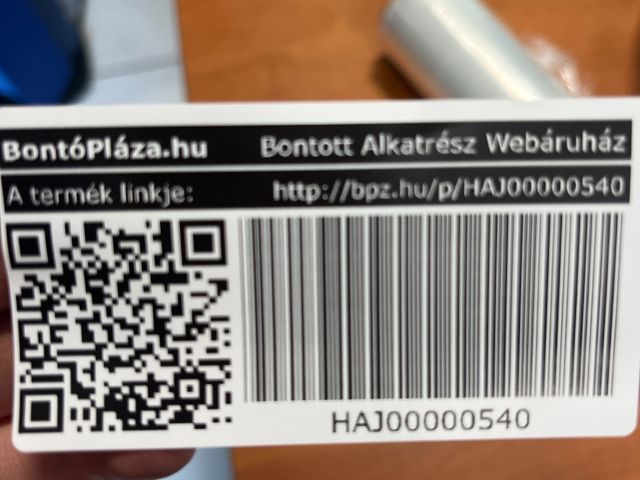 BontóPláza.hu Bontott Alkatrész Webáruház
A termék linkje: http://bpz.hu/p/HAJ00000540
HAJ00000540